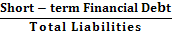 Short − term Financial Debt
Total Liabilities